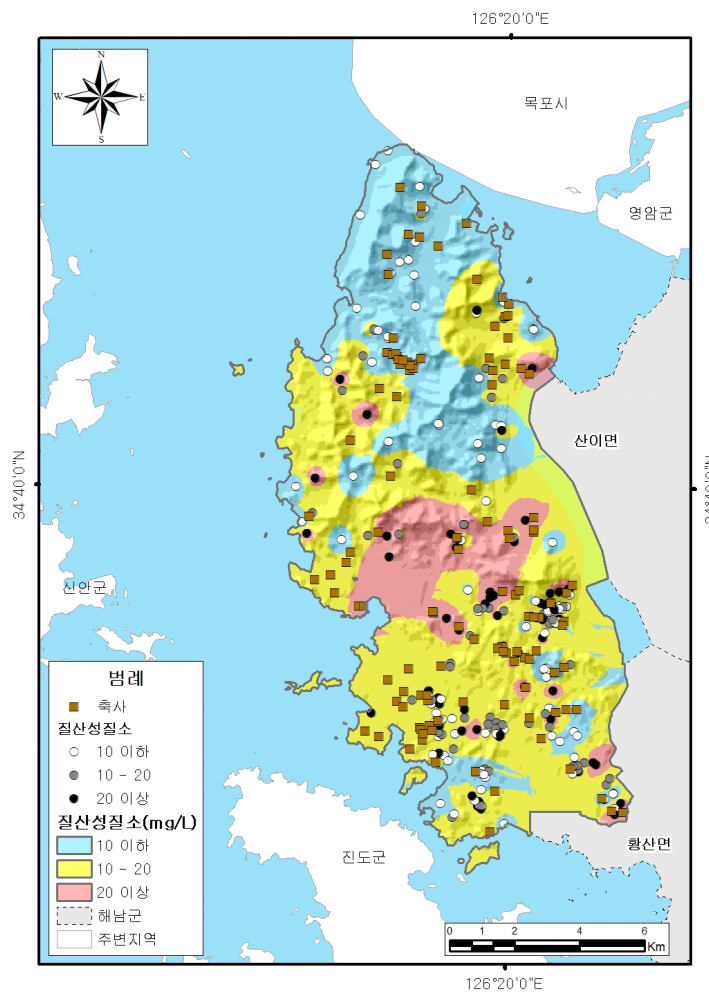 126°20'0"E
N
W
E
S
목포시
영암군
산이면
34°40'0"N
34°40'0"N
신안군
범례
축사
질산성질소
10 이하
10 - 20
20 이상
질산성질소(mg/L)
10 이하
10 - 20
20 이상
해남군
주변지역
진도군
황산면
0 1 2 4 6
Km
126°20'0"E